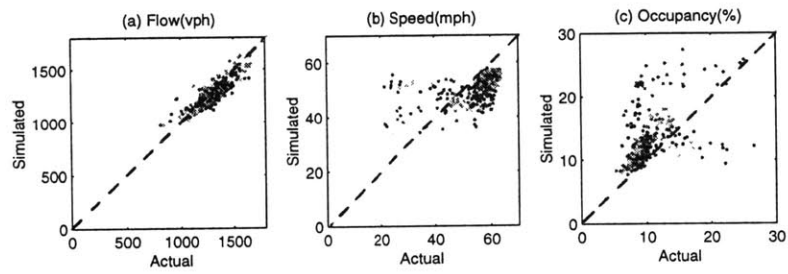 (a) Flow(vph)
1500
1000
500
0
Simulated
0 500 1000 1500
Actual
(b) Speed(mph)
60
40
20
0
Simulated
0 20 40 60
Actual
(c) Occupancy(%)
30
20
10
0
Simulated
0 10 20 30
Actual